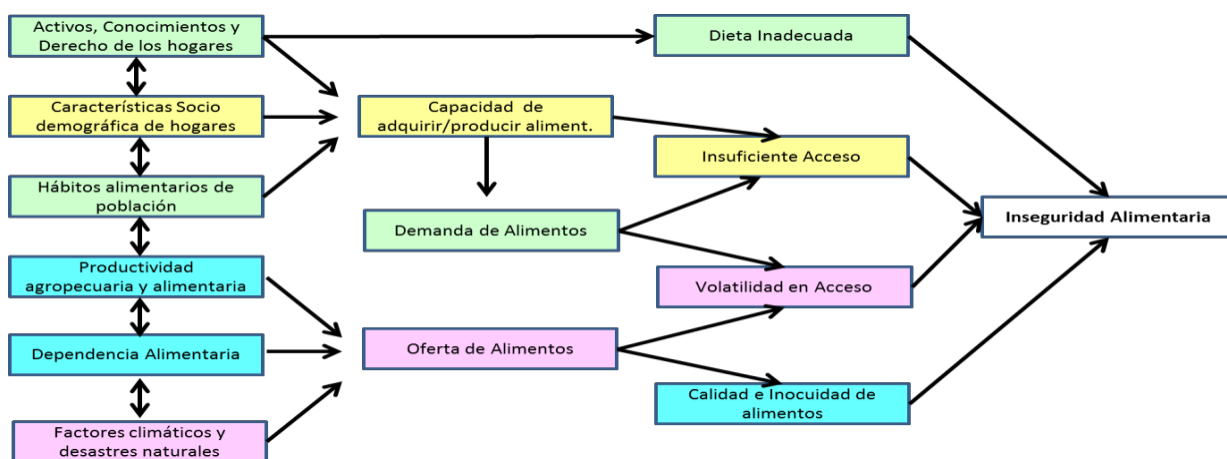 Activos, Conocimientos y
Derecho de los hogares
Dieta Inadecuada
Características Socio
demográfica de hogares
Capacidad de
adquirir/producir aliment.
Insuficiente Acceso
Hábitos alimentarios de
población
Demanda de Alimentos
Inseguridad Alimentaria
Productividad
agropecuaria y alimentaria
Volatilidad en Acceso
Dependencia Alimentaria
Oferta de Alimentos
Calidad e Inocuidad de
alimentos
Factores climáticos y
desastres naturales